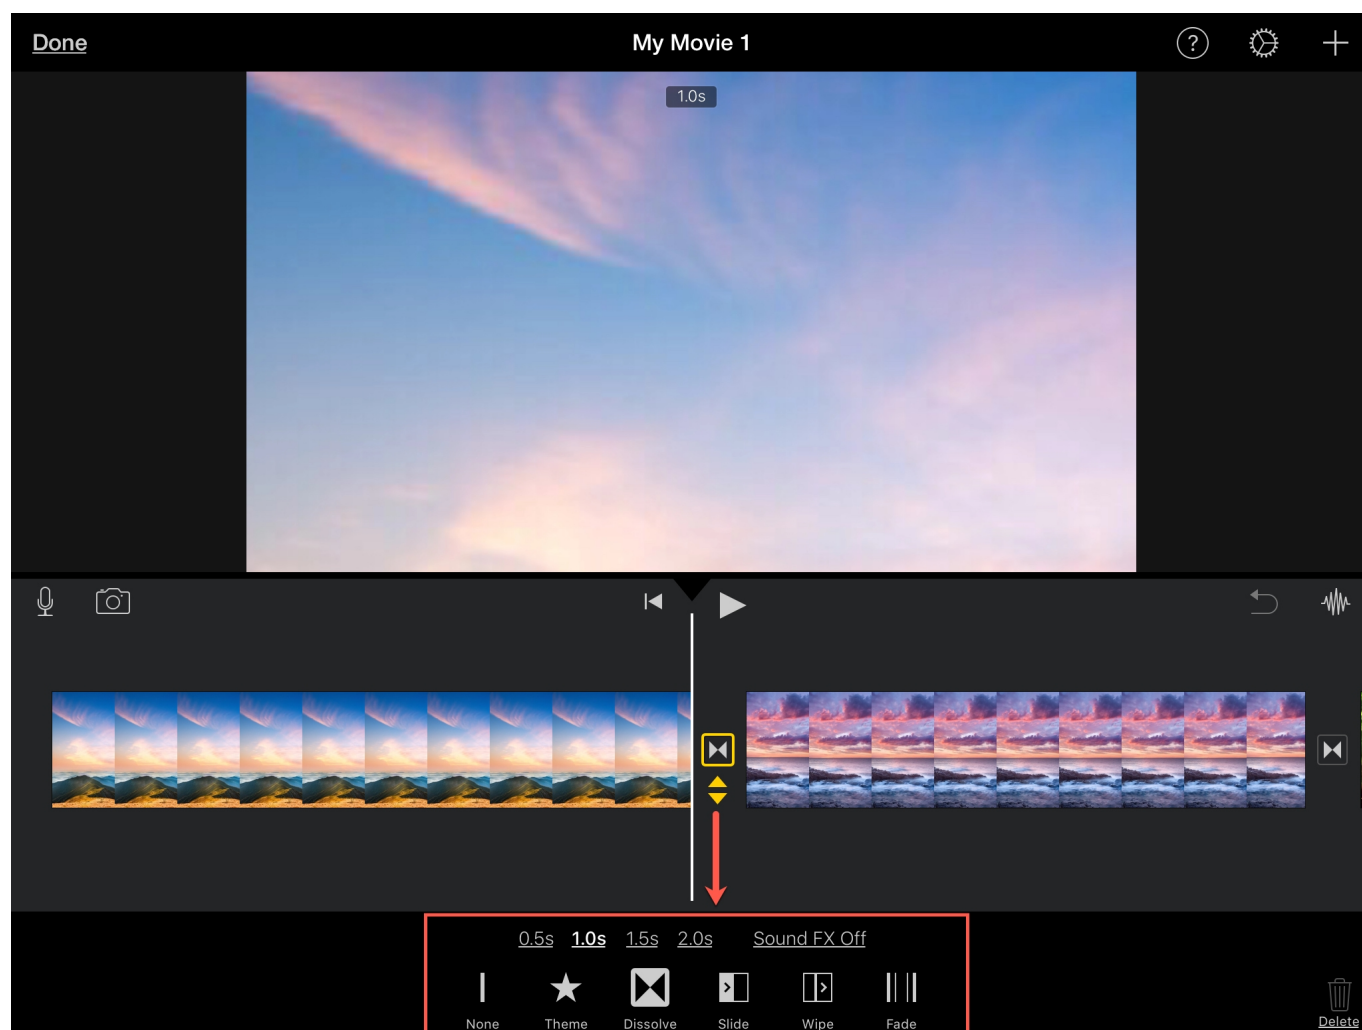 Done
My Movie 1
?
1.0s
0.5s 1.0s 1.5s 2.0s Sound FX Off
None Theme Dissolve Slide Wipe Fade
Delete